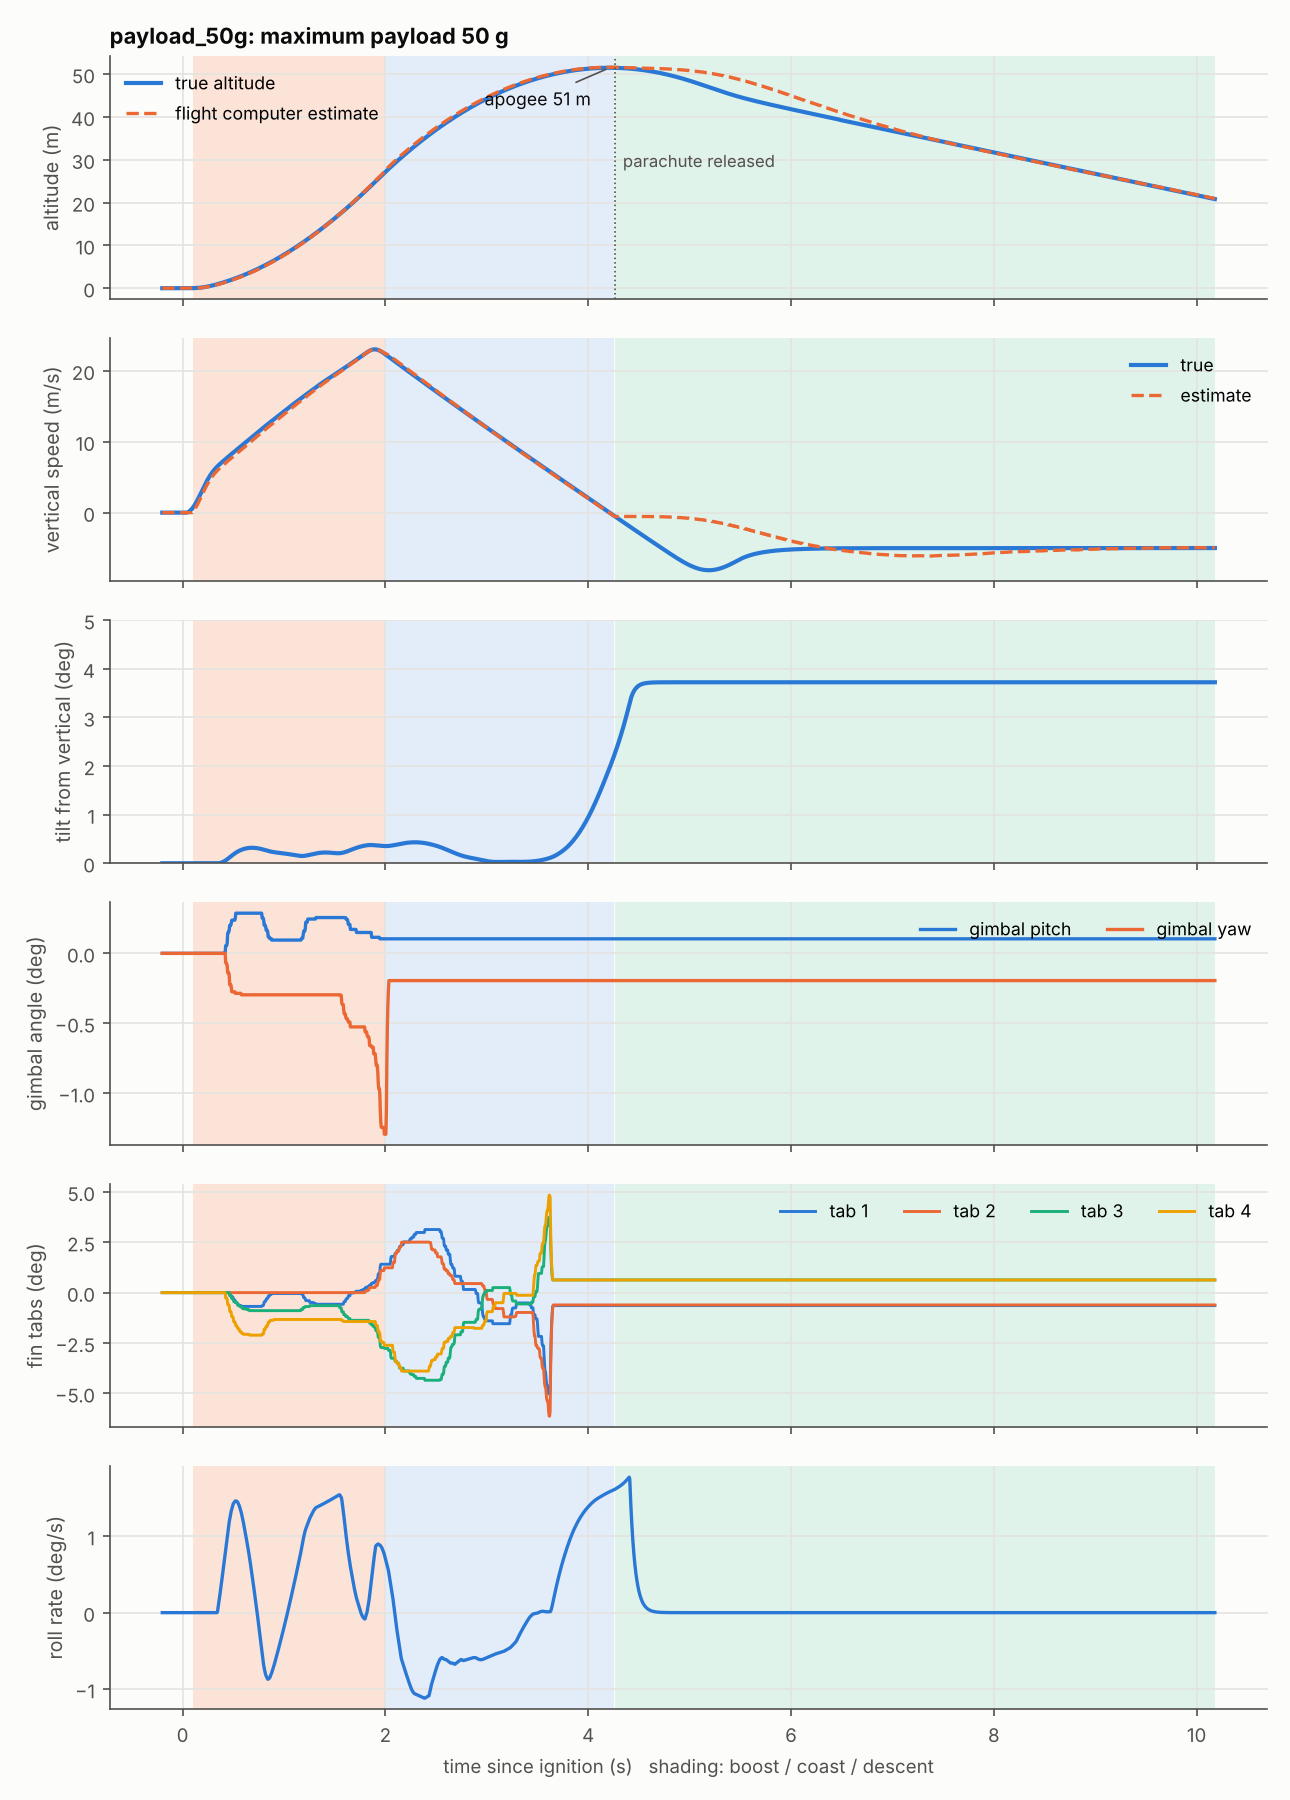 payload_50g: maximum payload 50 g
altitude (m)
50
40
30
20
10
0
true altitude
flight computer estimate
apogee 51 m
parachute released
vertical speed (m/s)
20
10
0
true
estimate
tilt from vertical (deg)
5
4
3
2
1
0
gimbal angle (deg)
0.0
−0.5
−1.0
gimbal pitch
gimbal yaw
fin tabs (deg)
5.0
2.5
0.0
−2.5
−5.0
tab 1
tab 2
tab 3
tab 4
roll rate (deg/s)
1
0
−1
0
2
4
6
8
10
time since ignition (s)   shading: boost / coast / descent